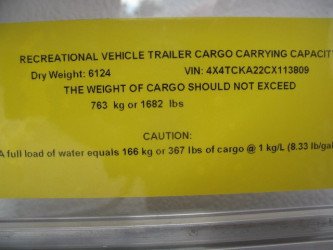 RECREATIONAL VEHICLE TRAILER CARGO CARRYING CAPACIT
Dry Weight: 6124 VIN: 4X4TCKA22CX113809
THE WEIGHT OF CARGO SHOULD NOT EXCEED
763 kg or 1682 lbs
CAUTION:
A full load of water equals 166 kg or 367 lbs of cargo @ 1 kg/L (8.33 lb/gal